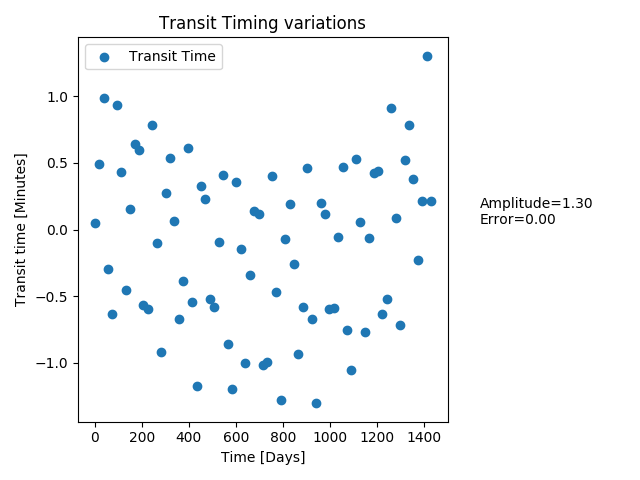 Transit Timing variations
Transit Time
Transit time [Minutes]
1.0
0.5
0.0
−0.5
−1.0
0 200 400 600 800 1000 1200 1400
Time [Days]
Amplitude=1.30
Error=0.00